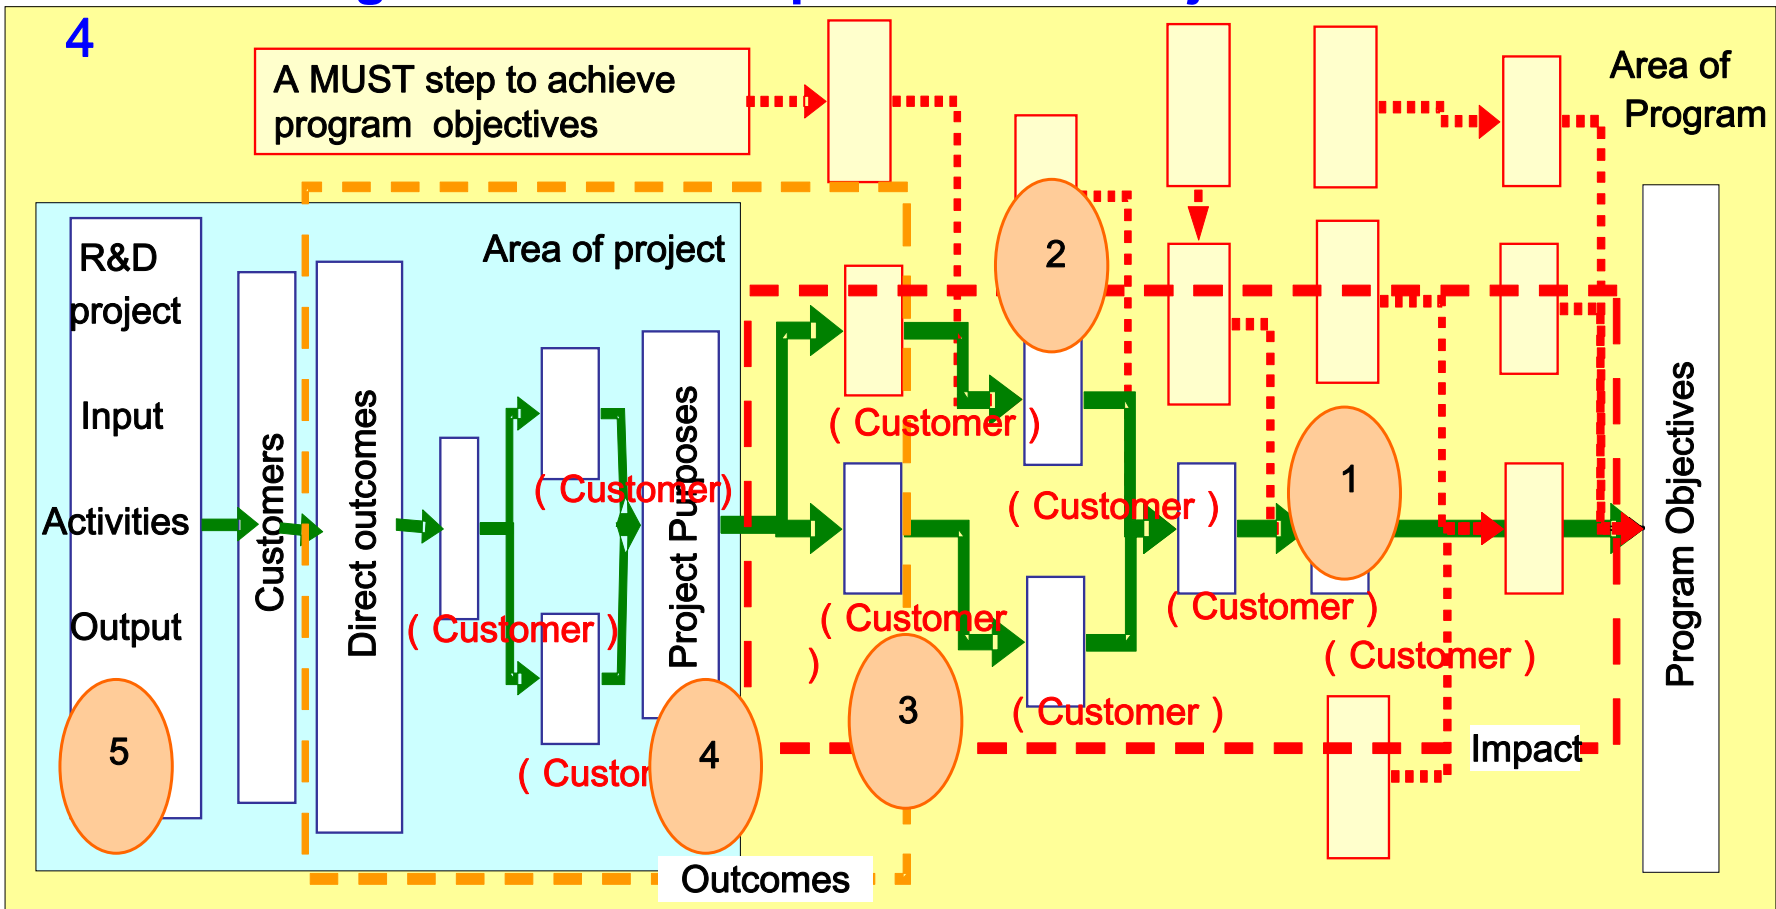 4
A MUST step to achieve
program objectives
Area of
Program
R&D
project
Input
Activities
Output
Customers
Direct outcomes
Area of project
Project Purposes
( Customer )
( Customer )
( Customer )
( Customer
)
( Customer )
( Customer )
( Customer )
( Customer )
Program Objectives
1
2
3
4
5
Impact
Outcomes